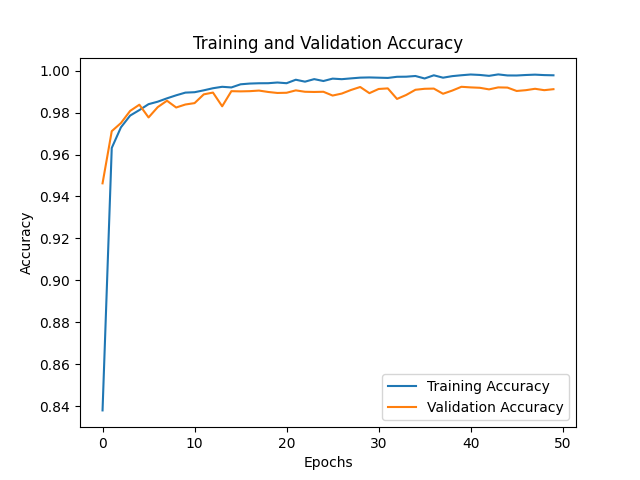 Training and Validation Accuracy
1.00
0.98
0.96
0.94
0.92
0.90
0.88
0.86
0.84
Accuracy
Training Accuracy
Validation Accuracy
0 10 20 30 40 50
Epochs